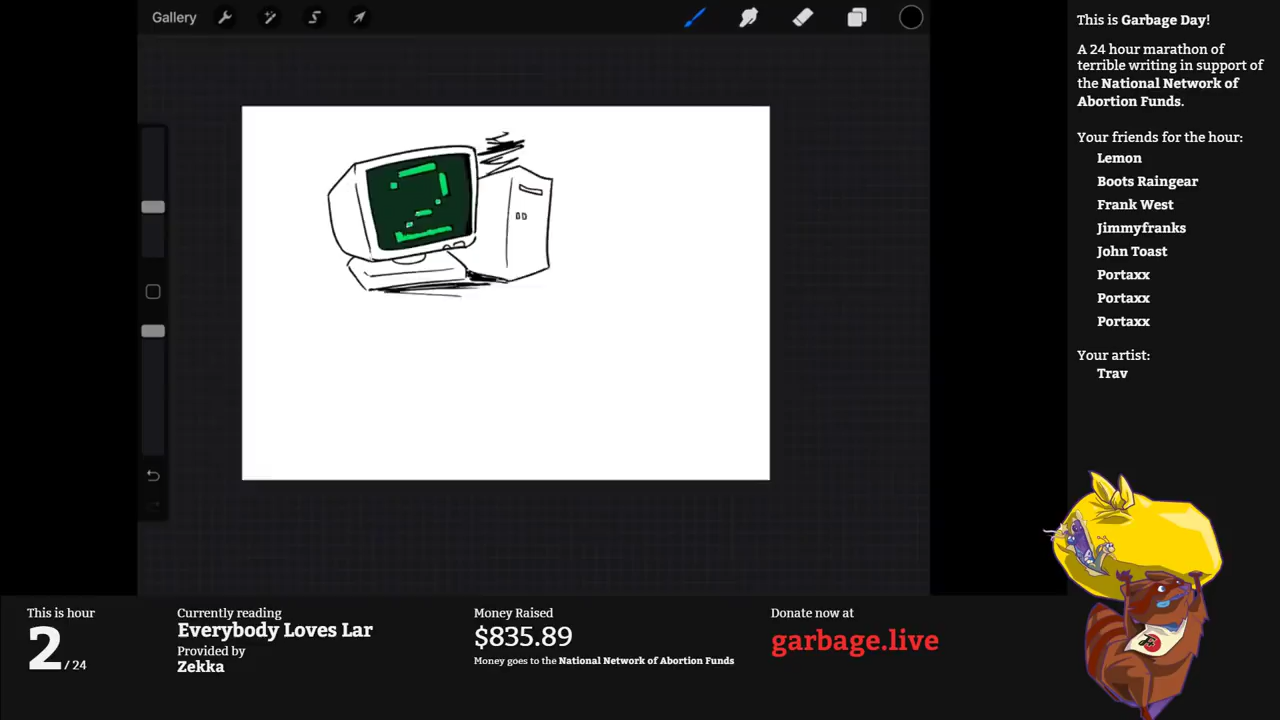 Gallery
This is Garbage Day!
A 24 hour marathon of
terrible writing in support of
the National Network of
Abortion Funds.
Your friends for the hour:
Lemon
Boots Raingear
Frank West
Jimmyfranks
John Toast
Portaxx
Portaxx
Portaxx
Your artist:
Trav
This is hour
2 / 24
Currently reading
Everybody Loves Lar
Provided by
Zekka
Money Raised
$835.89
Money goes to the National Network of Abortion Funds
Donate now at
garbage.live